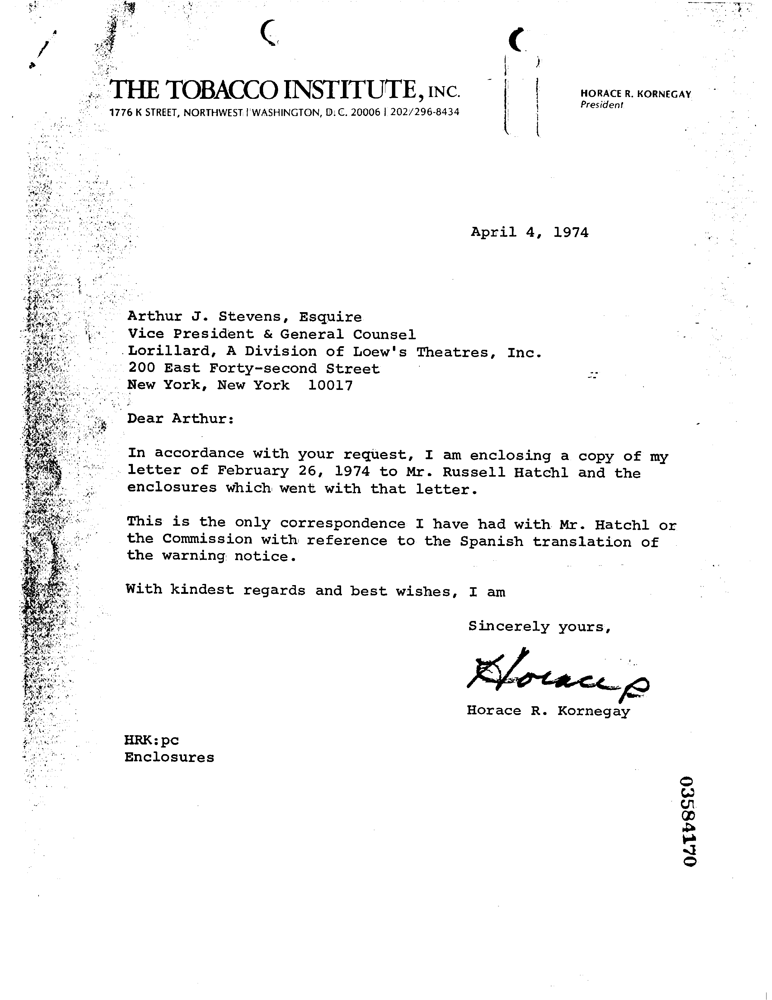 THE TOBACCO INSTITUTE, INC.
1776 K STREET, NORTHWEST | WASHINGTON, D.C. 20006 | 202/296-8434
HORACE R. KORNEGAY
President
April 4, 1974
Arthur J. Stevens, Esquire
Vice President & General Counsel
Lorillard, A Division of Loew's Theatres, Inc.
200 East Forty-second Street
New York, New York 10017
Dear Arthur:
In accordance with your request, I am enclosing a copy of my
letter of February 26, 1974 to Mr. Russell Hatchl and the
enclosures which went with that letter.
This is the only correspondence I have had with Mr. Hatchl or
the Commission with reference to the Spanish translation of
the warning notice.
With kindest regards and best wishes, I am
Sincerely yours,
Horace
Horace R. Kornegay
HRK:pc
Enclosures
03584170